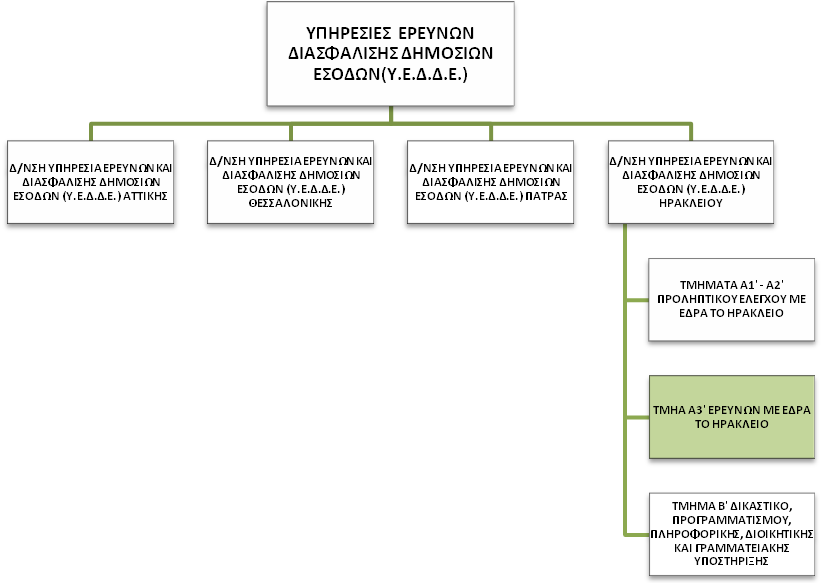 ΥΠΗΡΕΣΙΕΣ ΕΡΕΥΝΩΝ
ΔΙΑΣΦΑΛΙΣΗΣ ΔΗΜΟΣΙΩΝ
ΕΣΟΔΩΝ(Υ.Ε.Δ.Δ.Ε.)
Δ/ΝΣΗ ΥΠΗΡΕΣΙΑ ΕΡΕΥΝΩΝ ΚΑΙ
ΔΙΑΣΦΑΛΙΣΗΣ ΔΗΜΟΣΙΩΝ
ΕΣΟΔΩΝ (Υ.Ε.Δ.Δ.Ε.) ΑΤΤΙΚΗΣ
Δ/ΝΣΗ ΥΠΗΡΕΣΙΑ ΕΡΕΥΝΩΝ ΚΑΙ
ΔΙΑΣΦΑΛΙΣΗΣ ΔΗΜΟΣΙΩΝ
ΕΣΟΔΩΝ (Υ.Ε.Δ.Δ.Ε.)
ΘΕΣΣΑΛΟΝΙΚΗΣ
Δ/ΝΣΗ ΥΠΗΡΕΣΙΑ ΕΡΕΥΝΩΝ ΚΑΙ
ΔΙΑΣΦΑΛΙΣΗΣ ΔΗΜΟΣΙΩΝ
ΕΣΟΔΩΝ (Υ.Ε.Δ.Δ.Ε.) ΠΑΤΡΑΣ
Δ/ΝΣΗ ΥΠΗΡΕΣΙΑ ΕΡΕΥΝΩΝ ΚΑΙ
ΔΙΑΣΦΑΛΙΣΗΣ ΔΗΜΟΣΙΩΝ
ΕΣΟΔΩΝ (Υ.Ε.Δ.Δ.Ε.)
ΗΡΑΚΛΕΙΟΥ
ΤΜΗΜΑΤΑ Α1' - Α2'
ΠΡΟΛΗΠΤΙΚΟΥ ΕΛΕΓΧΟΥ ΜΕ
ΕΔΡΑ ΤΟ ΗΡΑΚΛΕΙΟ
ΤΜΗΑ Α3' ΕΡΕΥΝΩΝ ΜΕ ΕΔΡΑ
ΤΟ ΗΡΑΚΛΕΙΟ
ΤΜΗΜΑ Β' ΔΙΚΑΣΤΙΚΟ,
ΠΡΟΓΡΑΜΜΑΤΙΣΜΟΥ,
ΠΛΗΡΟΦΟΡΙΚΗΣ, ΔΙΟΙΚΗΤΙΚΗΣ
ΚΑΙ ΓΡΑΜΜΑΤΕΙΑΚΗΣ
ΥΠΟΣΤΗΡΙΞΗΣ